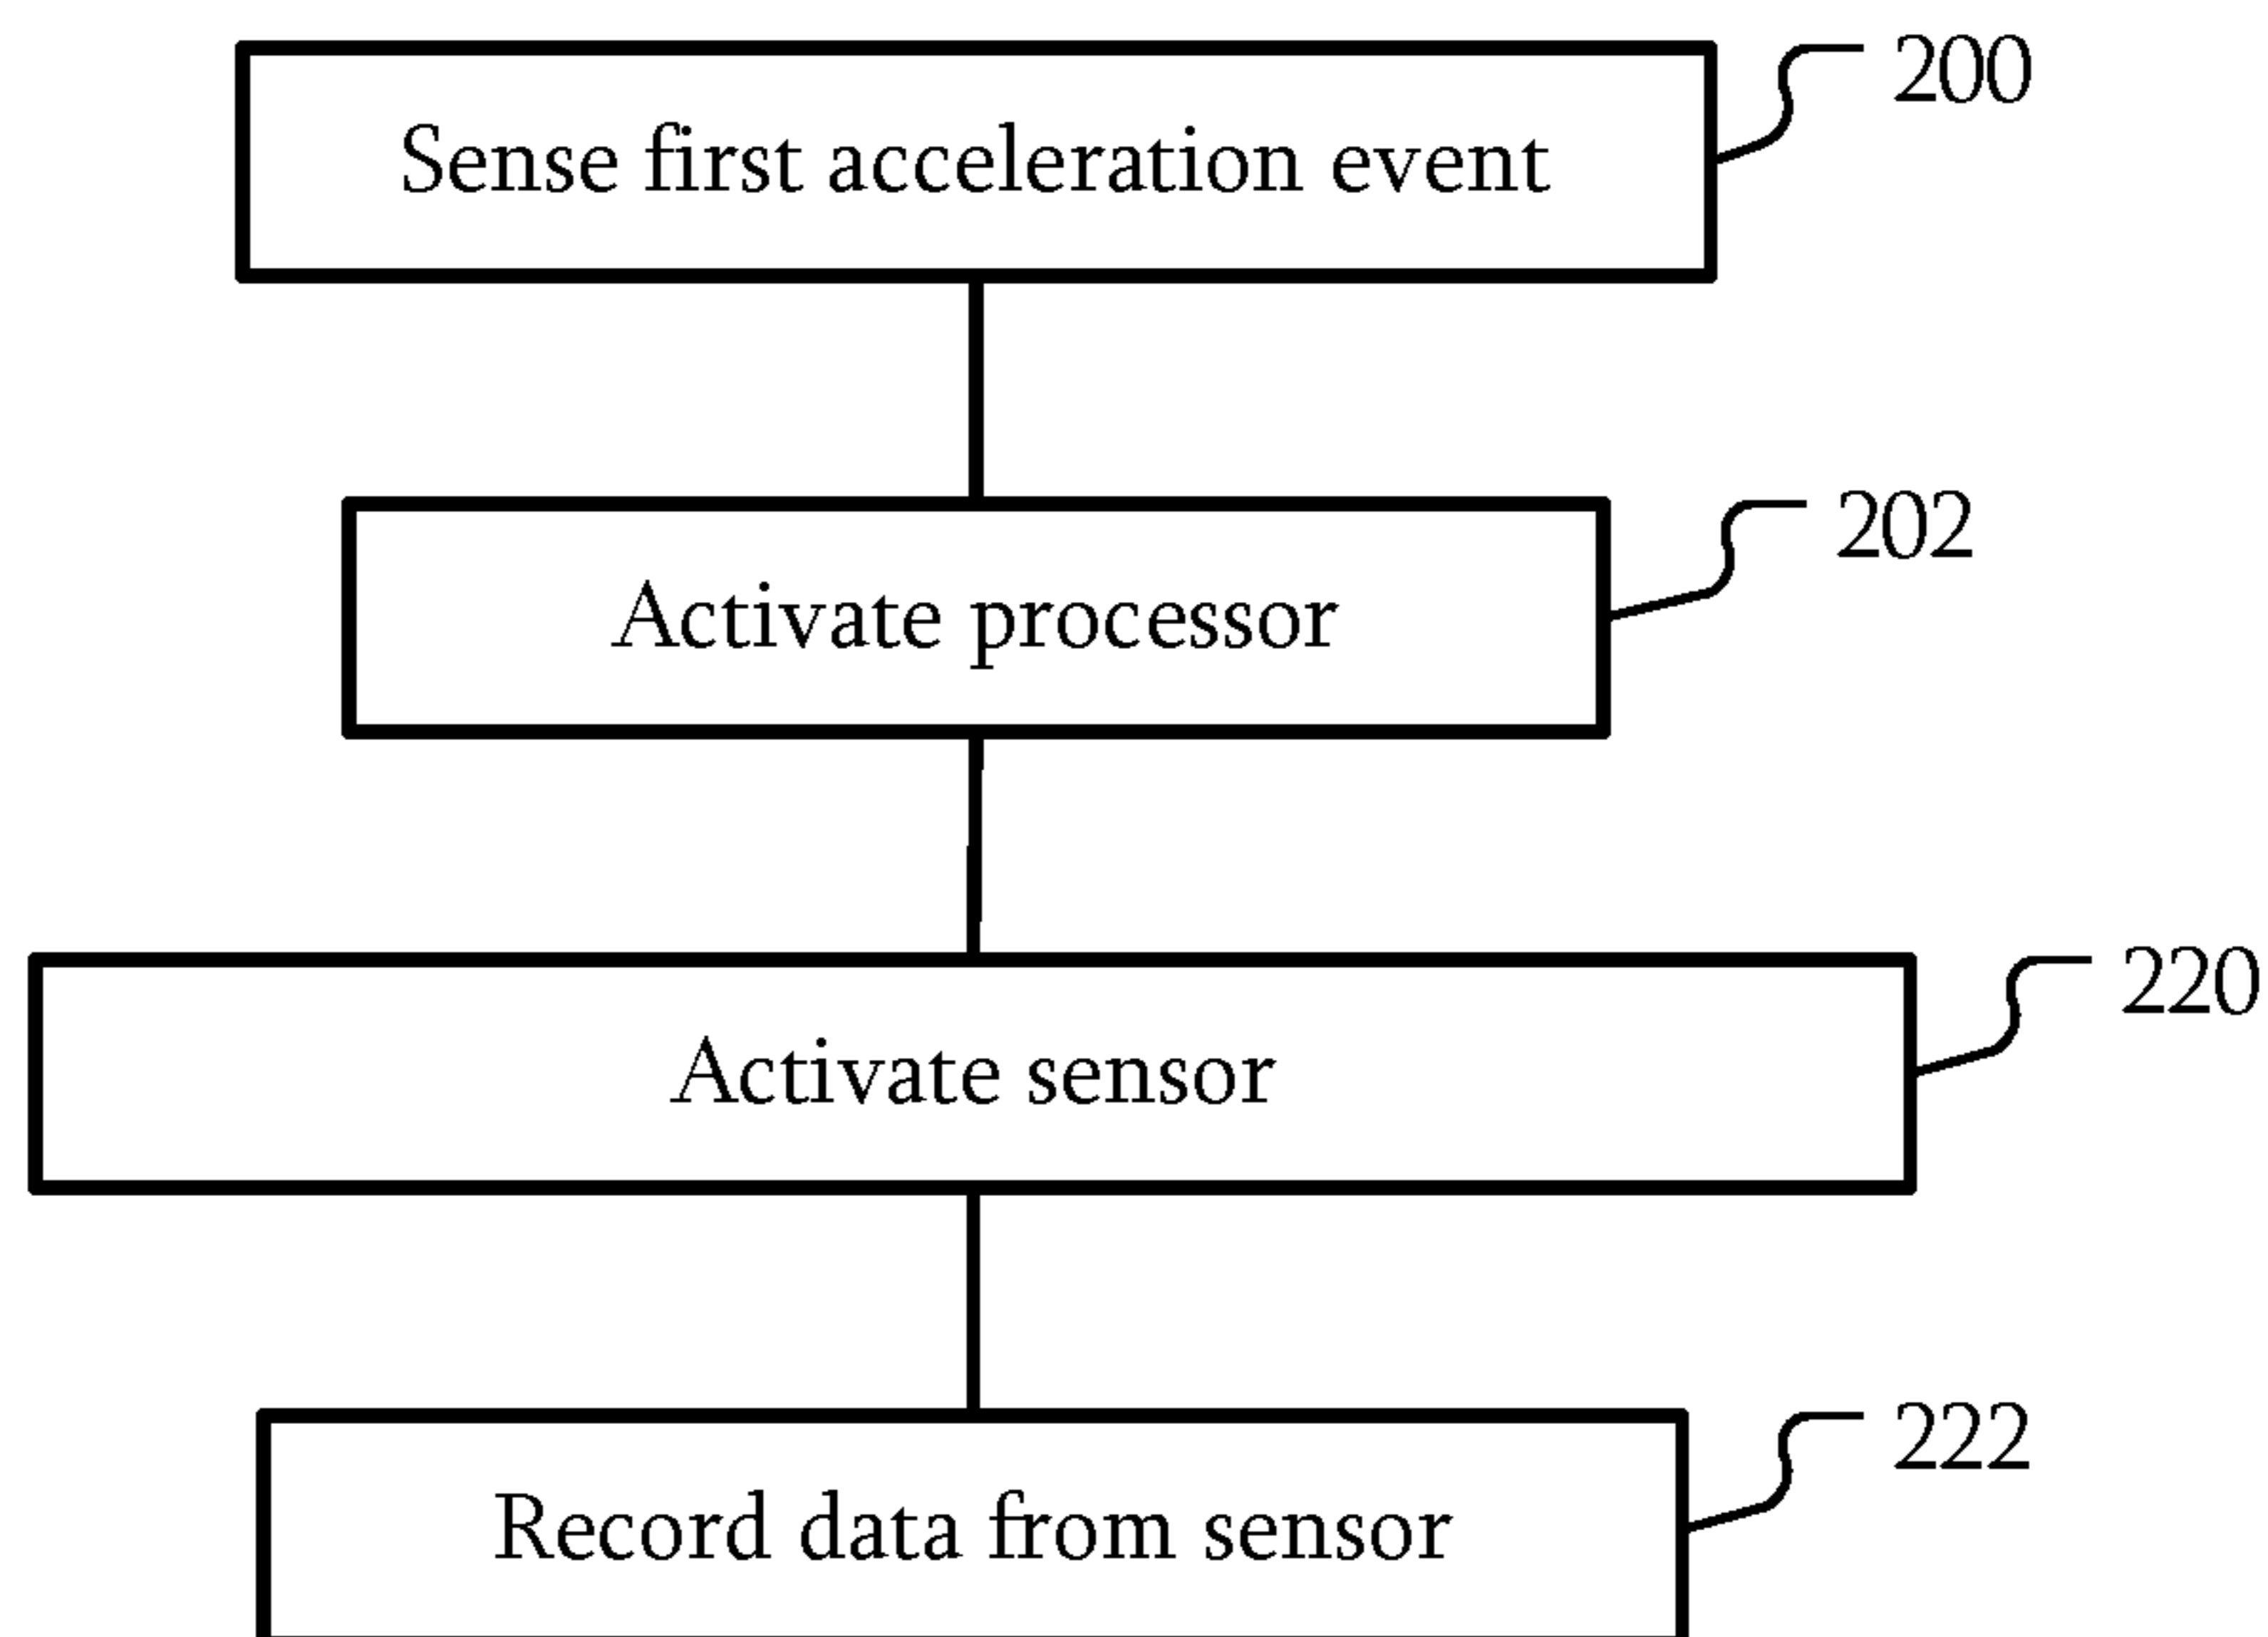 Sense first acceleration event
200
Activate processor
202
Activate sensor
220
Record data from sensor
222